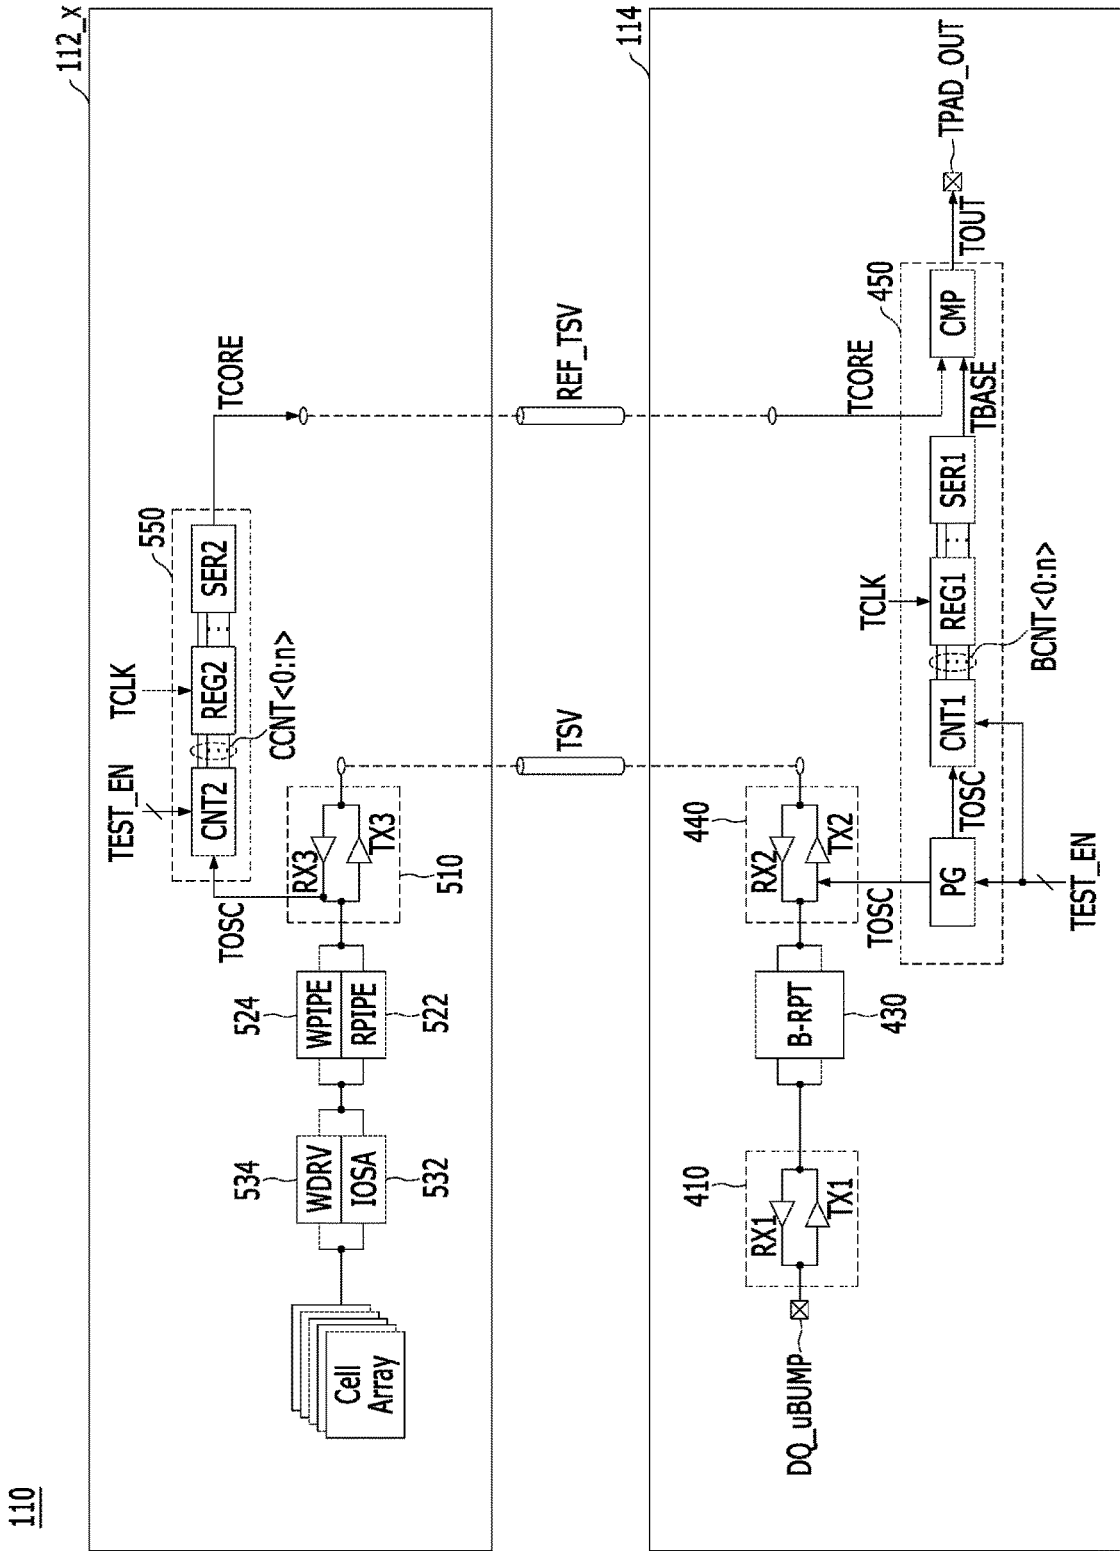 110
112_x
550
TEST_EN
TCLK
CNT2
REG2
SER2
CCNT<0:n>
TCORE
TOSC
534
524
WDRV
IOSA
532
WPIPE
RPIPE
522
RX3
TX3
510
Cell
Array
TSV
REF_TSV
114
410
RX1
TX1
DQ_uBUMP
B-RPT
430
440
RX2
TX2
TOSC
TCORE
450
TCLK
PG
TOSC
CNT1
REG1
SER1
TBASE
CMP
TOUT
TPAD_OUT
BCNT<0:n>
TEST_EN